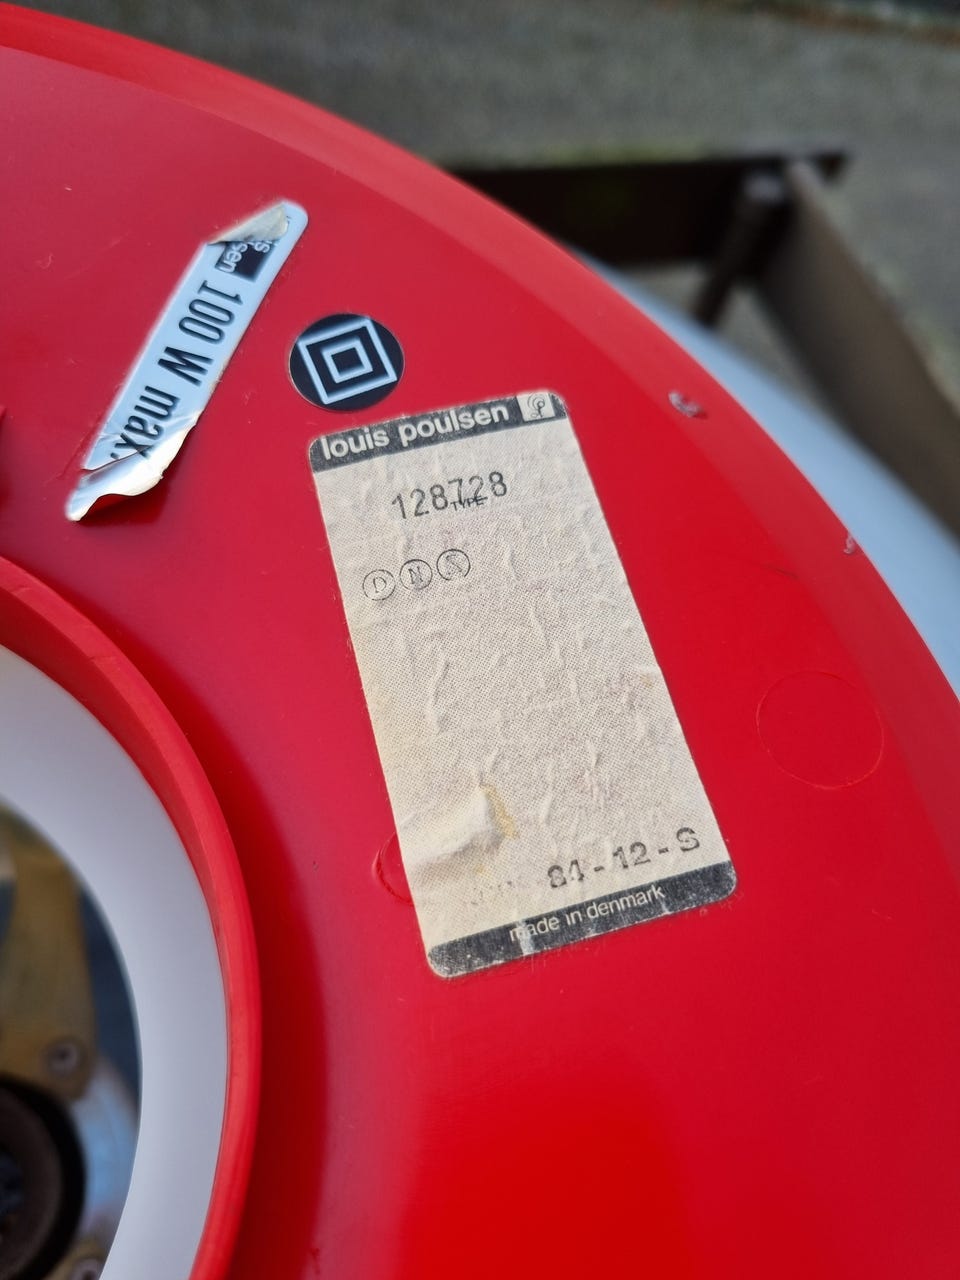 100 W max.
louis poulsen
128728
TYPE
D N S
84-12-S
made in denmark